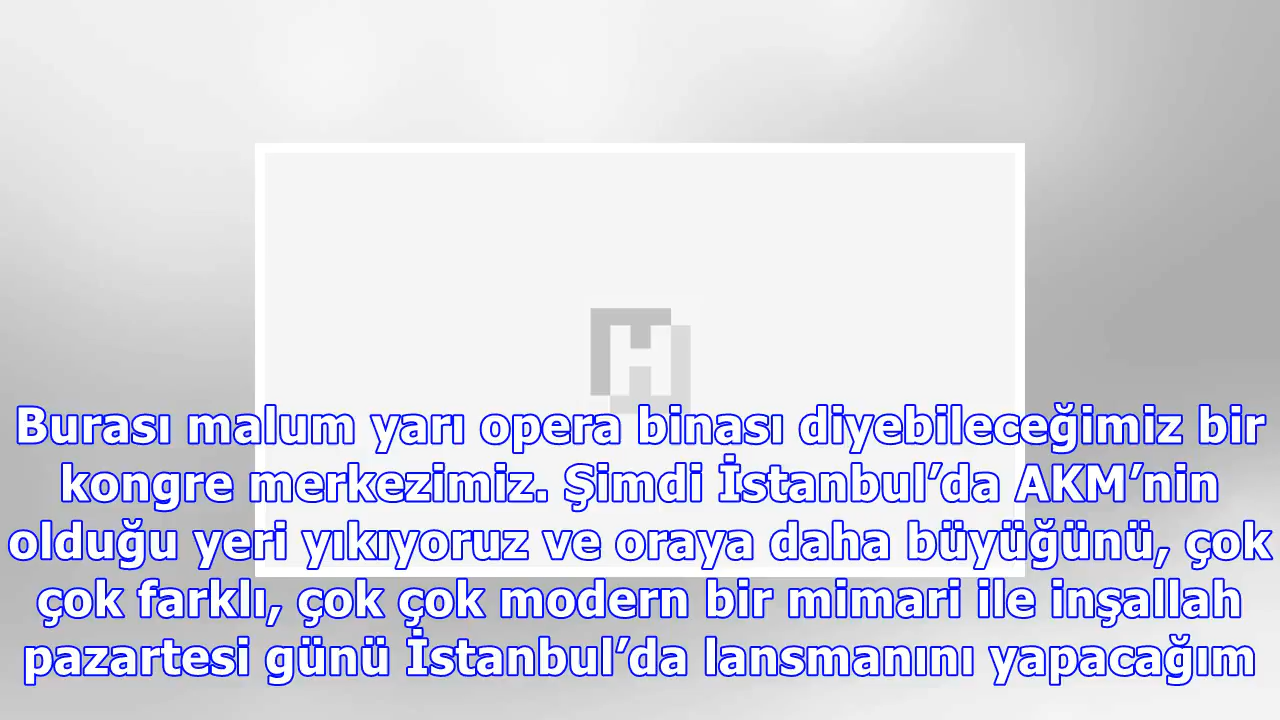 H
Burası malum yarı opera binası diyebileceğimiz bir
kongre merkezimiz. Şimdi İstanbul’da AKM’nin
olduğu yeri yıkıyoruz ve oraya daha büyüğünü, çok
çok farklı, çok çok modern bir mimari ile inşallah
pazartesi günü İstanbul’da lansmanını yapacağım